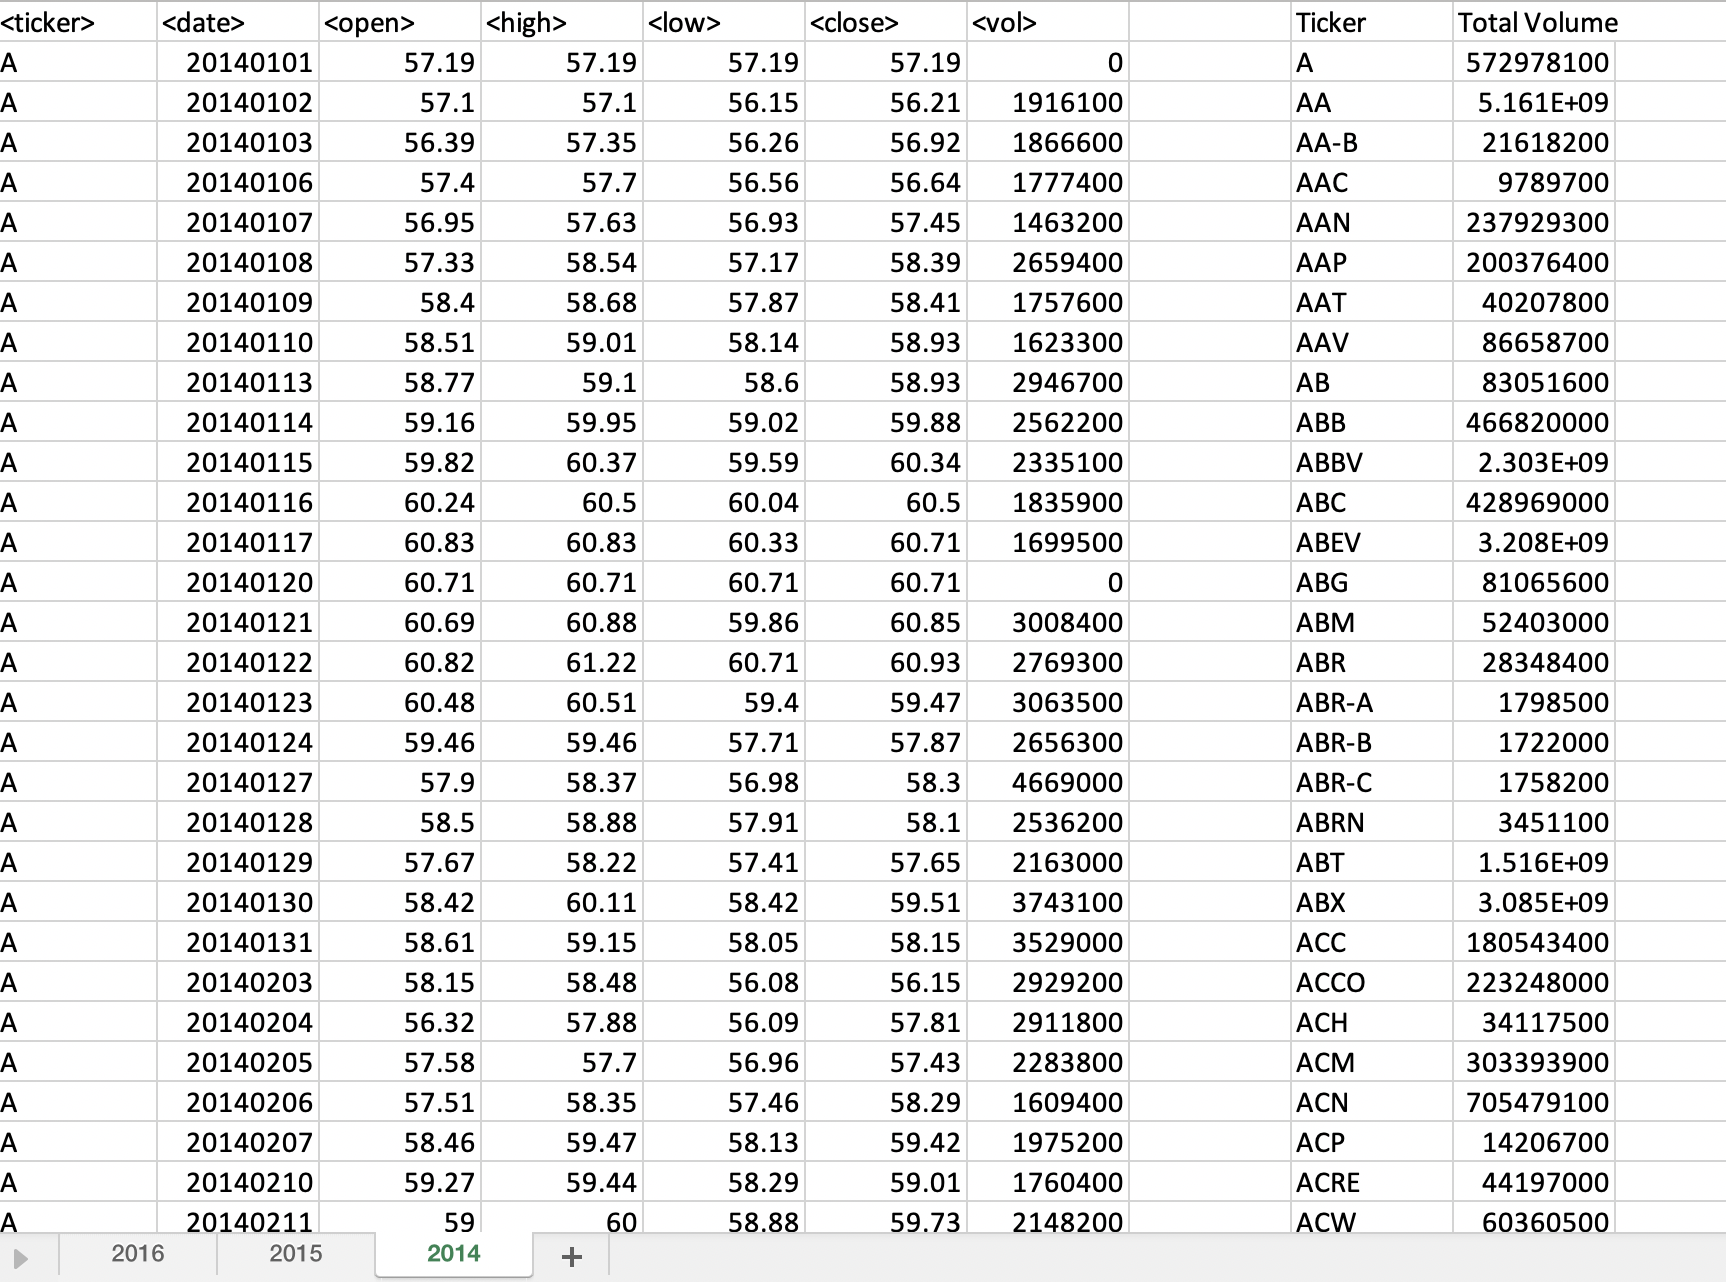 <ticker> <date> <open> <high> <low> <close> <vol> Ticker Total Volume
A 20140101 57.19 57.19 57.19 57.19 0 A 572978100
A 20140102 57.1 57.1 56.15 56.21 1916100 AA 5.161E+09
A 20140103 56.39 57.35 56.26 56.92 1866600 AA-B 21618200
A 20140106 57.4 57.7 56.56 56.64 1777400 AAC 9789700
A 20140107 56.95 57.63 56.93 57.45 1463200 AAN 237929300
A 20140108 57.33 58.54 57.17 58.39 2659400 AAP 200376400
A 20140109 58.4 58.68 57.87 58.41 1757600 AAT 40207800
A 20140110 58.51 59.01 58.14 58.93 1623300 AAV 86658700
A 20140113 58.77 59.1 58.6 58.93 2946700 AB 83051600
A 20140114 59.16 59.95 59.02 59.88 2562200 ABB 466820000
A 20140115 59.82 60.37 59.59 60.34 2335100 ABBV 2.303E+09
A 20140116 60.24 60.5 60.04 60.5 1835900 ABC 428969000
A 20140117 60.83 60.83 60.33 60.71 1699500 ABEV 3.208E+09
A 20140120 60.71 60.71 60.71 60.71 0 ABG 81065600
A 20140121 60.69 60.88 59.86 60.85 3008400 ABM 52403000
A 20140122 60.82 61.22 60.71 60.93 2769300 ABR 28348400
A 20140123 60.48 60.51 59.4 59.47 3063500 ABR-A 1798500
A 20140124 59.46 59.46 57.71 57.87 2656300 ABR-B 1722000
A 20140127 57.9 58.37 56.98 58.3 4669000 ABR-C 1758200
A 20140128 58.5 58.88 57.91 58.1 2536200 ABRN 3451100
A 20140129 57.67 58.22 57.41 57.65 2163000 ABT 1.516E+09
A 20140130 58.42 60.11 58.42 59.51 3743100 ABX 3.085E+09
A 20140131 58.61 59.15 58.05 58.15 3529000 ACC 180543400
A 20140203 58.15 58.48 56.08 56.15 2929200 ACCO 223248000
A 20140204 56.32 57.88 56.09 57.81 2911800 ACH 34117500
A 20140205 57.58 57.7 56.96 57.43 2283800 ACM 303393900
A 20140206 57.51 58.35 57.46 58.29 1609400 ACN 705479100
A 20140207 58.46 59.47 58.13 59.42 1975200 ACP 14206700
A 20140210 59.27 59.44 58.29 59.01 1760400 ACRE 44197000
A 20140211 59 60 58.88 59.73 2148200 ACW 60360500
2016 2015 2014 +